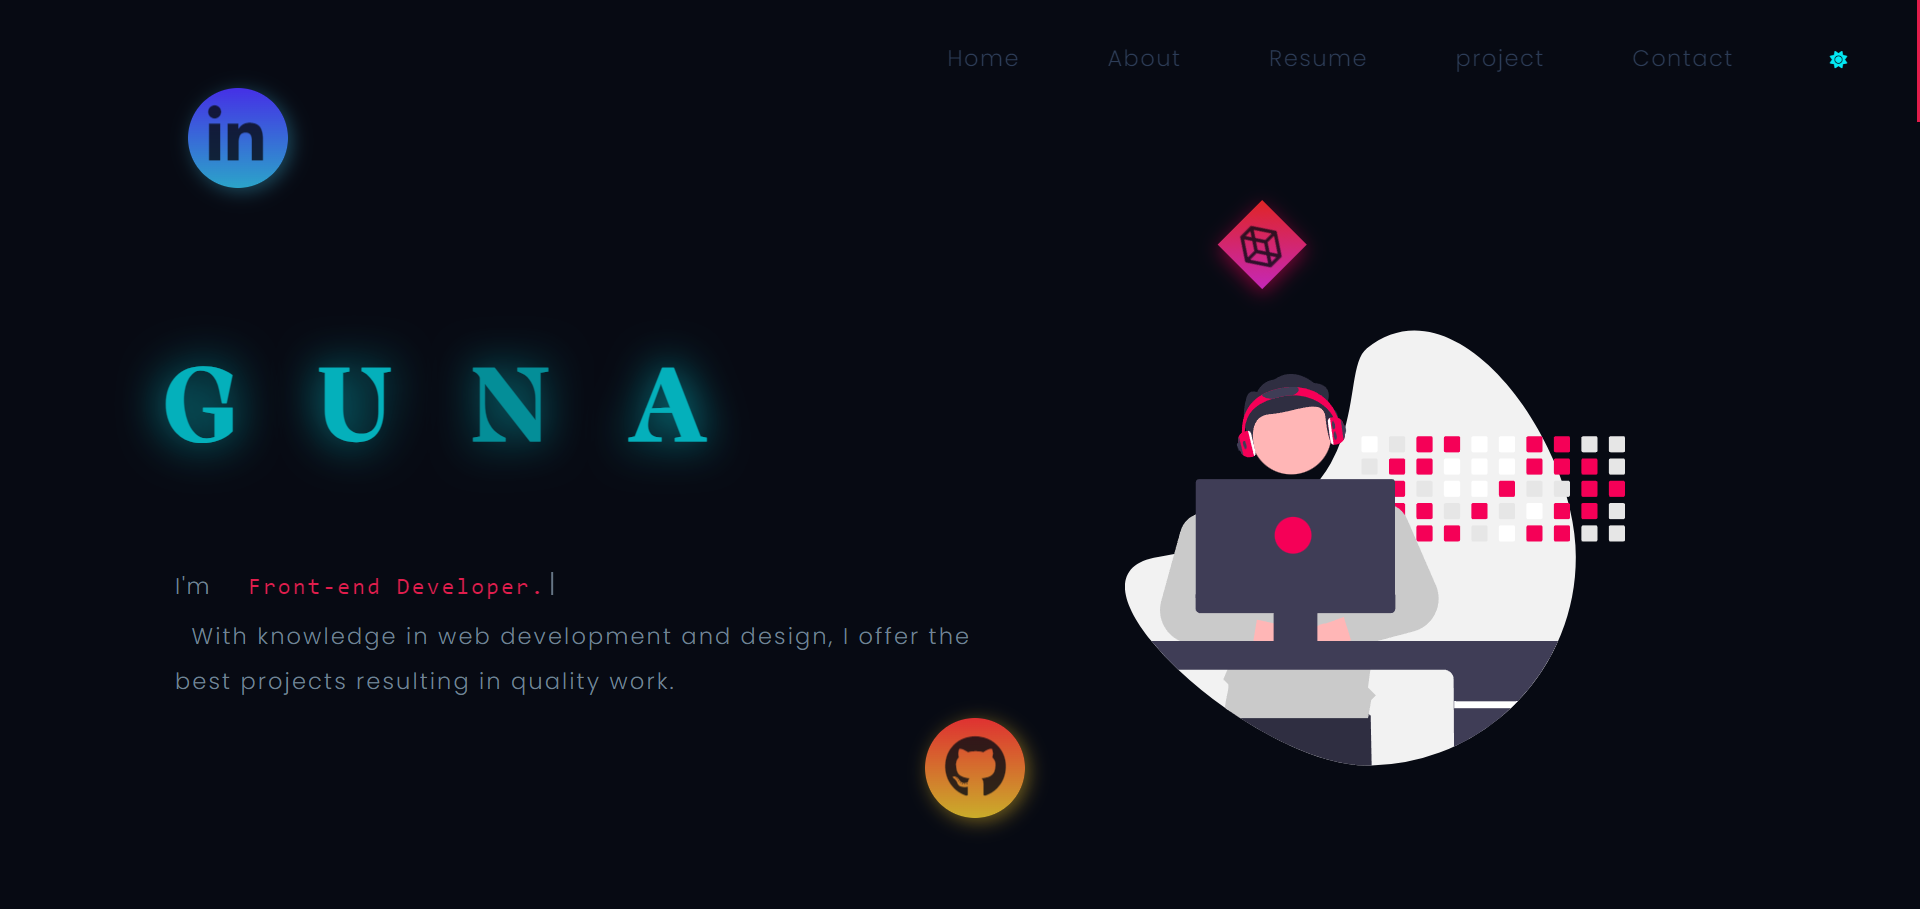 Home About Resume project Contact
in
G U N A
I'm Front-end Developer.|
With knowledge in web development and design, I offer the
best projects resulting in quality work.